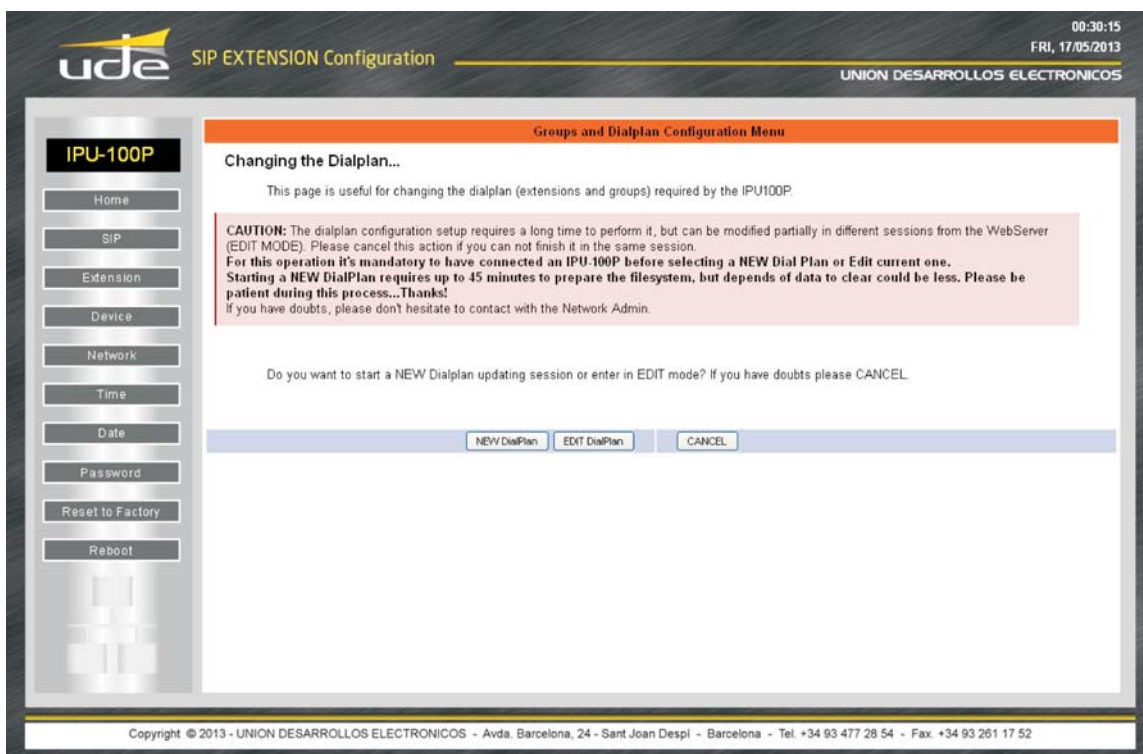 00:30:15
FRI, 17/05/2013
ude
SIP EXTENSION Configuration
UNION DESARROLLOS ELECTRONICOS
IPU-100P
Home
SIP
Extension
Device
Network
Time
Date
Password
Reset to Factory
Reboot
Groups and Dialplan Configuration Menu
Changing the Dialplan...
This page is useful for changing the dialplan (extensions and groups) required by the IPU100P.
CAUTION: The dialplan configuration setup requires a long time to perform it, but can be modified partially in different sessions from the WebServer
(EDIT MODE). Please cancel this action if you can not finish it in the same session.
For this operation it's mandatory to have connected an IPU-100P before selecting a NEW Dial Plan or Edit current one.
Starting a NEW DialPlan requires up to 45 minutes to prepare the filesystem, but depends of data to clear could be less. Please be
patient during this process...Thanks!
If you have doubts, please don't hesitate to contact with the Network Admin.
Do you want to start a NEW Dialplan updating session or enter in EDIT mode? If you have doubts please CANCEL.
NEW DialPlan EDIT DialPlan CANCEL
Copyright © 2013 - UNION DESARROLLOS ELECTRONICOS - Avda. Barcelona, 24 - Sant Joan Despí - Barcelona - Tel. +34 93 477 28 54 - Fax. +34 93 261 17 52